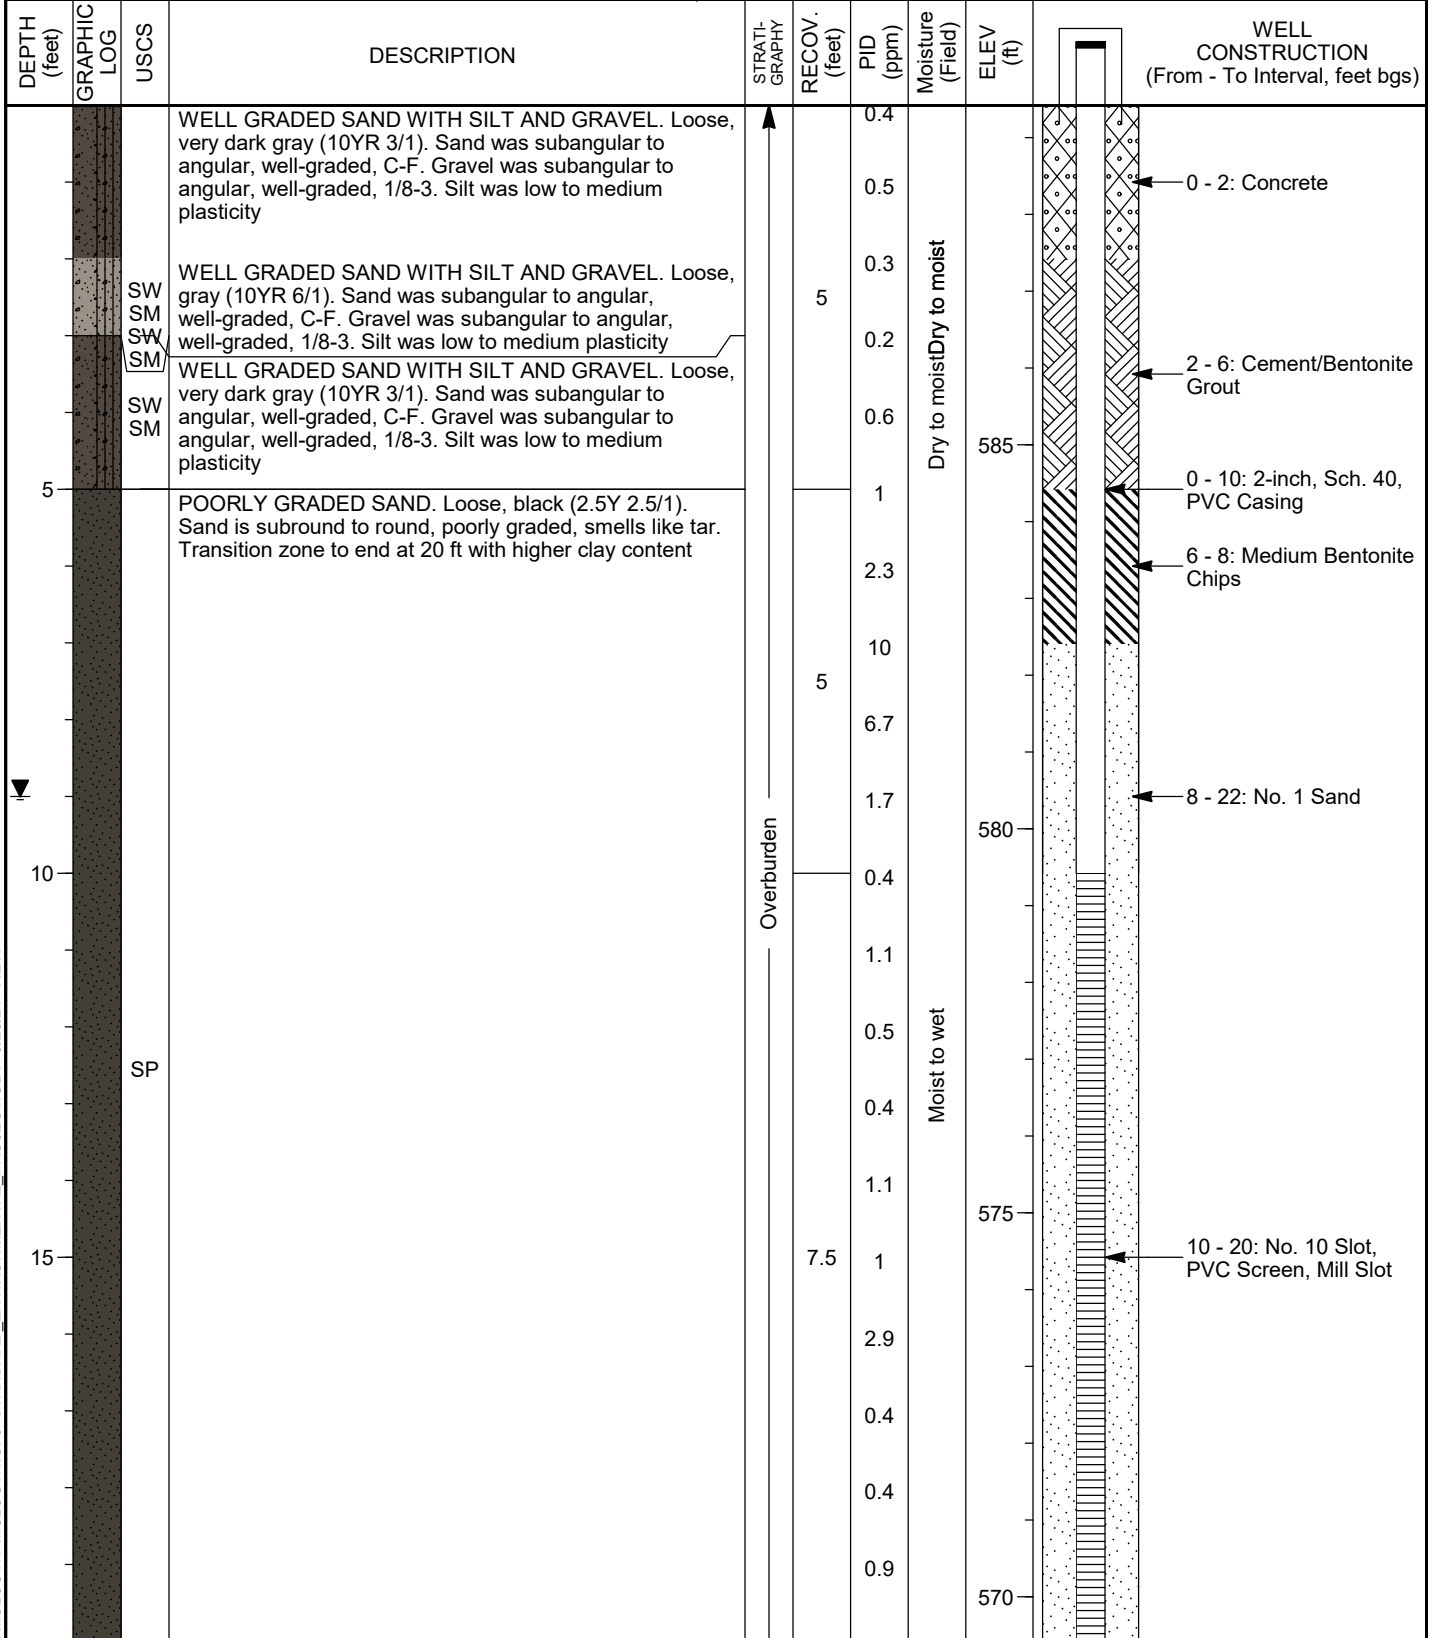 DEPTH
(feet)
GRAPHIC
LOG
USCS
DESCRIPTION
STRATI-
GRAPHY
RECOV.
(feet)
PID
(ppm)
Moisture
(Field)
ELEV
(ft)
WELL
CONSTRUCTION
(From - To Interval, feet bgs)
WELL GRADED SAND WITH SILT AND GRAVEL. Loose,
very dark gray (10YR 3/1). Sand was subangular to
angular, well-graded, C-F. Gravel was subangular to
angular, well-graded, 1/8-3. Silt was low to medium
plasticity
SW
SM
WELL GRADED SAND WITH SILT AND GRAVEL. Loose,
gray (10YR 6/1). Sand was subangular to angular,
well-graded, C-F. Gravel was subangular to angular,
well-graded, 1/8-3. Silt was low to medium plasticity
SW
SM
WELL GRADED SAND WITH SILT AND GRAVEL. Loose,
very dark gray (10YR 3/1). Sand was subangular to
angular, well-graded, C-F. Gravel was subangular to
angular, well-graded, 1/8-3. Silt was low to medium
plasticity
SW
SM
POORLY GRADED SAND. Loose, black (2.5Y 2.5/1).
Sand is subround to round, poorly graded, smells like tar.
Transition zone to end at 20 ft with higher clay content
SP
5
10
15
Overburden
5
5
7.5
0.4
0.5
0.3
0.2
0.6
1
2.3
10
6.7
1.7
0.4
1.1
0.5
0.4
1.1
1
2.9
0.4
0.4
0.9
Dry to moistDry to moist
Moist to wet
585
580
575
570
0 - 2: Concrete
2 - 6: Cement/Bentonite
Grout
0 - 10: 2-inch, Sch. 40,
PVC Casing
6 - 8: Medium Bentonite
Chips
8 - 22: No. 1 Sand
10 - 20: No. 10 Slot,
PVC Screen, Mill Slot